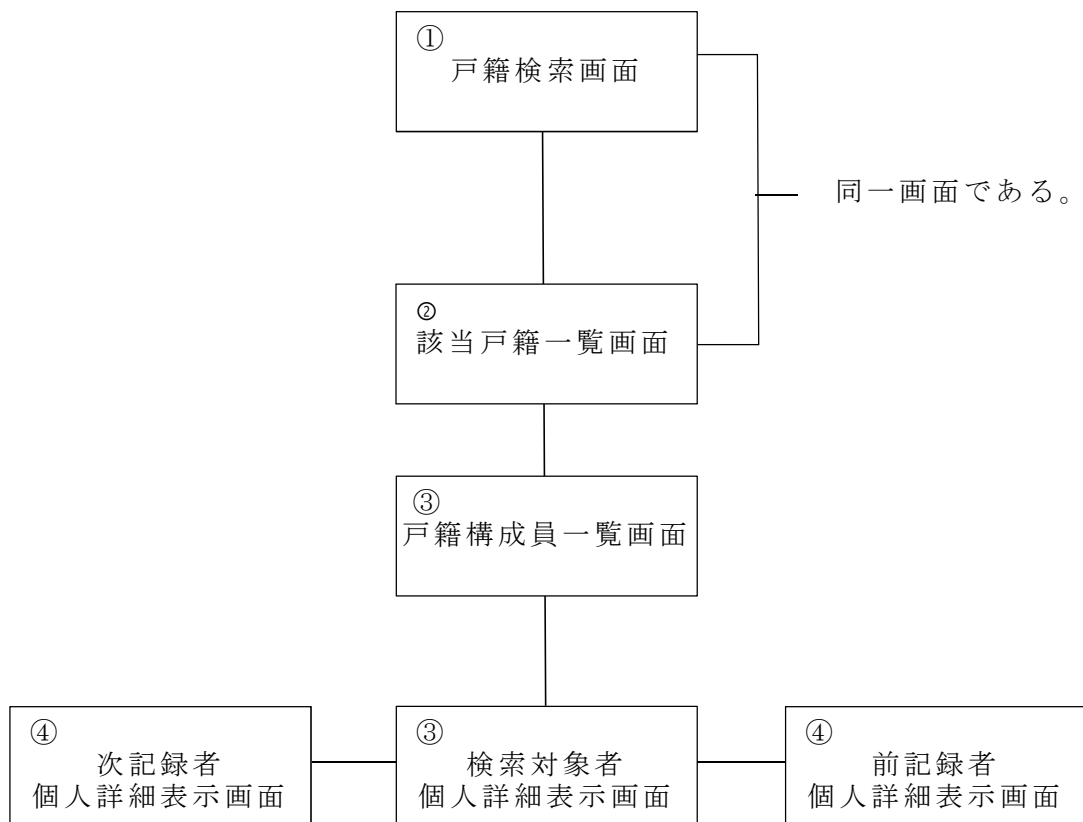 ①
戸籍検索画面
同一画面である。
②
該当戸籍一覧画面
③
戸籍構成員一覧画面
④
次記録者
個人詳細表示画面
③
検索対象者
個人詳細表示画面
④
前記録者
個人詳細表示画面